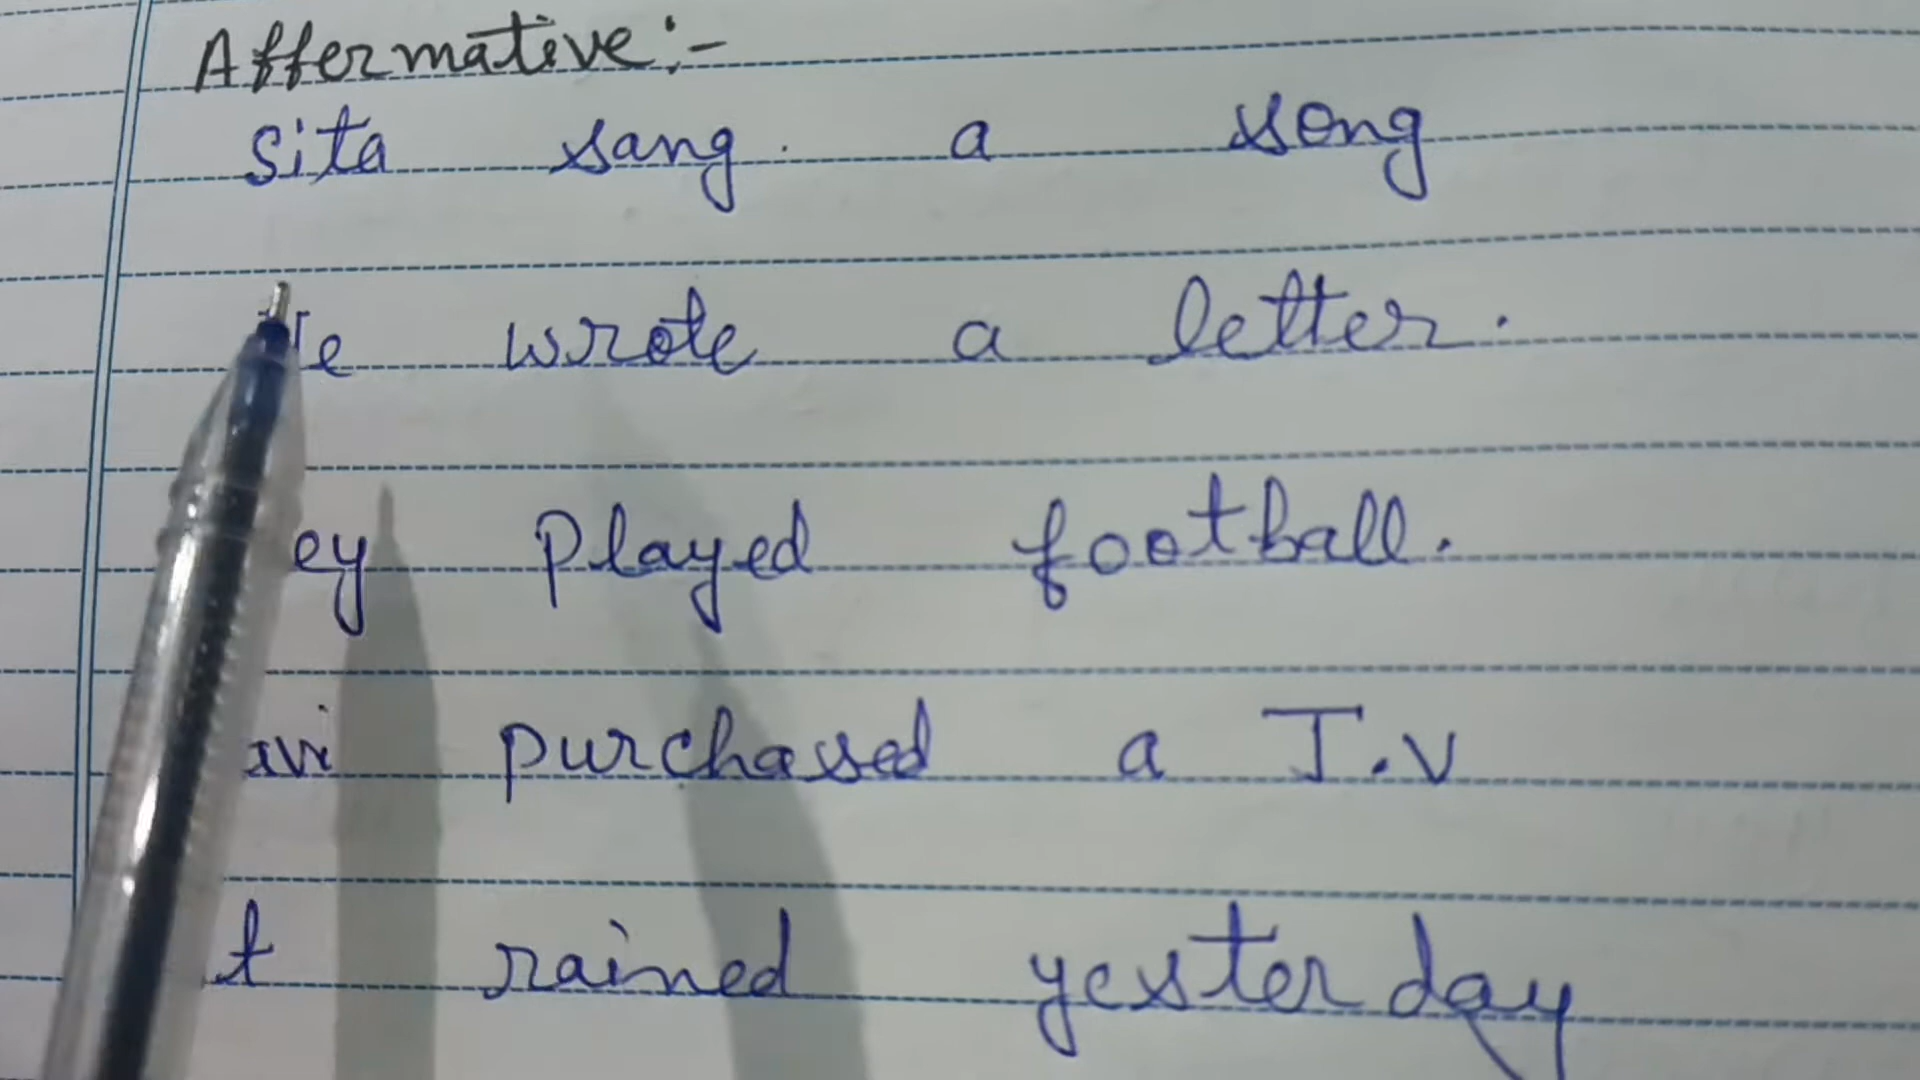 Affermative:-
Sita sang. a song
wrote a letter.
played football.
purchased a T.V
rained yesterday